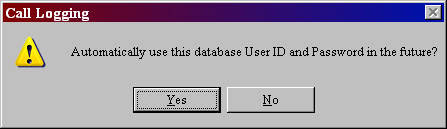 Call Logging
Automatically use this database User ID and Password in the future?
Yes
No